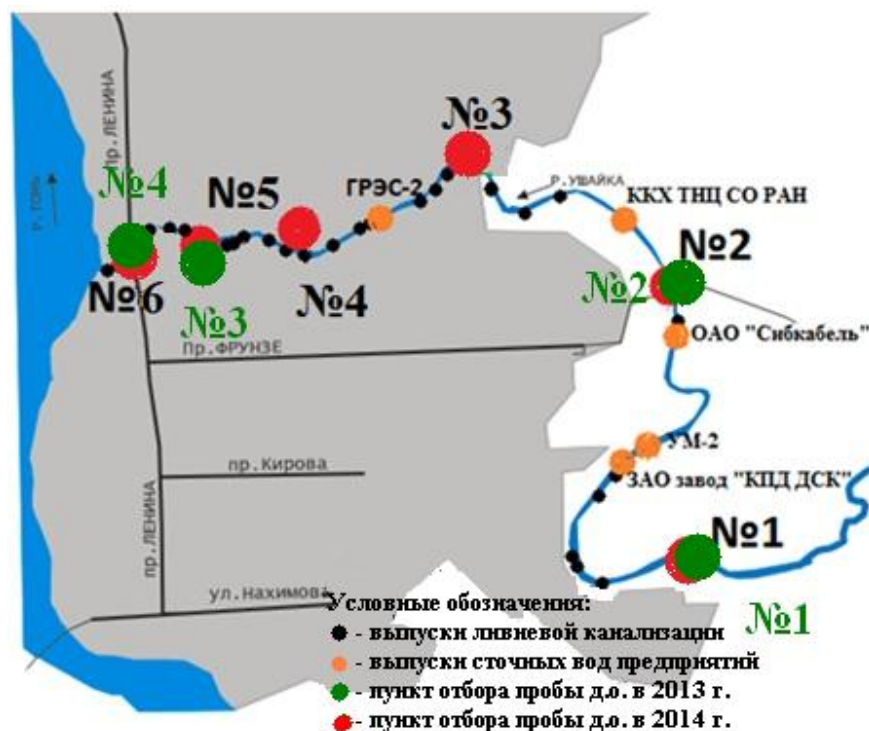 Пр.ЛЕНИНА
№3
№4
№5
ГРЭС-2
Р.УШАЙКА
ККХ ТНЦ СО РАН
Р. ТОМЬ
№2
№2
№6
№3
№4
ОАО "Сибкабель"
Пр.ФРУНЗЕ
УМ-2
пр.Кирова
ЗАО завод "КПД ДСК"
пр.ЛЕНИНА
№1
ул.Нахимова
Условные обозначения:
№1
- выпуски ливневой канализации
- выпуски сточных вод предприятий
- пункт отбора пробы д.о. в 2013 г.
- пункт отбора пробы д.о. в 2014 г.